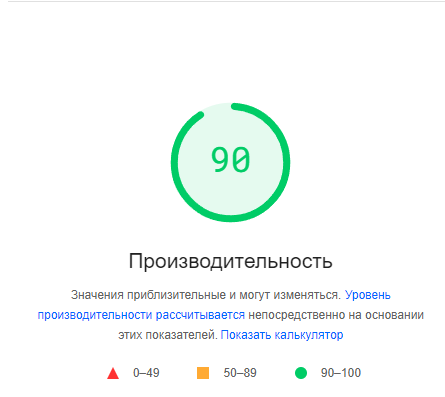 90
Производительность
Значения приблизительные и могут изменяться. Уровень
производительности рассчитывается непосредственно на основании
этих показателей. Показать калькулятор
0–49 50–89 90–100